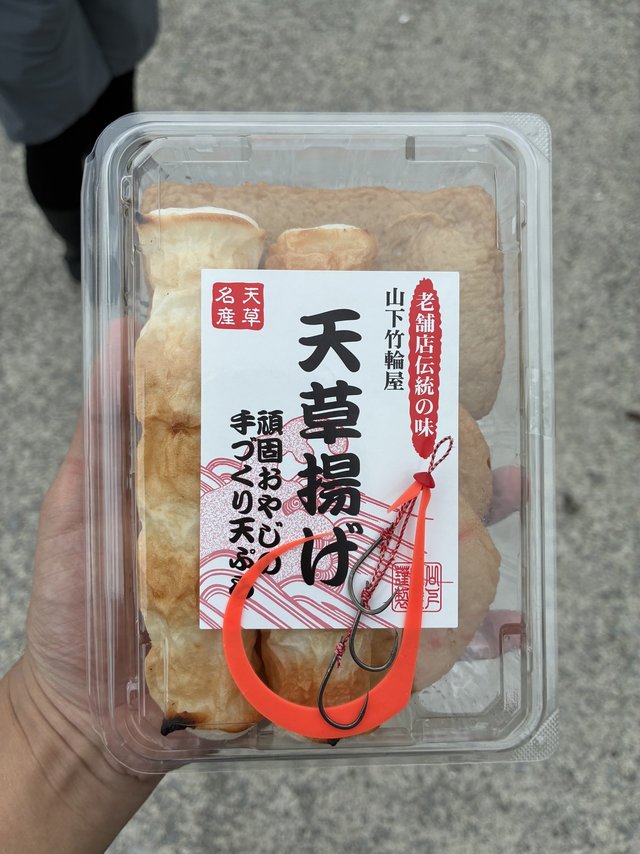 老舗店伝統の味
山下竹輪屋
天草
名産
天草揚げ
頑固おやじの
手づくり天ぷら